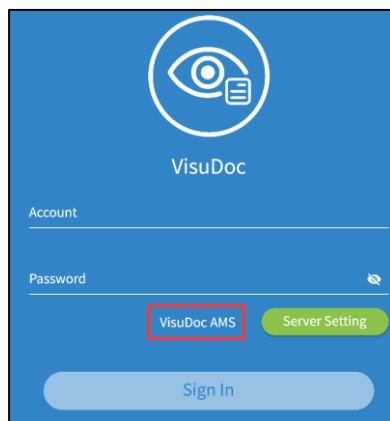 VisuDoc
Account
Password
VisuDoc AMS Server Setting
Sign In